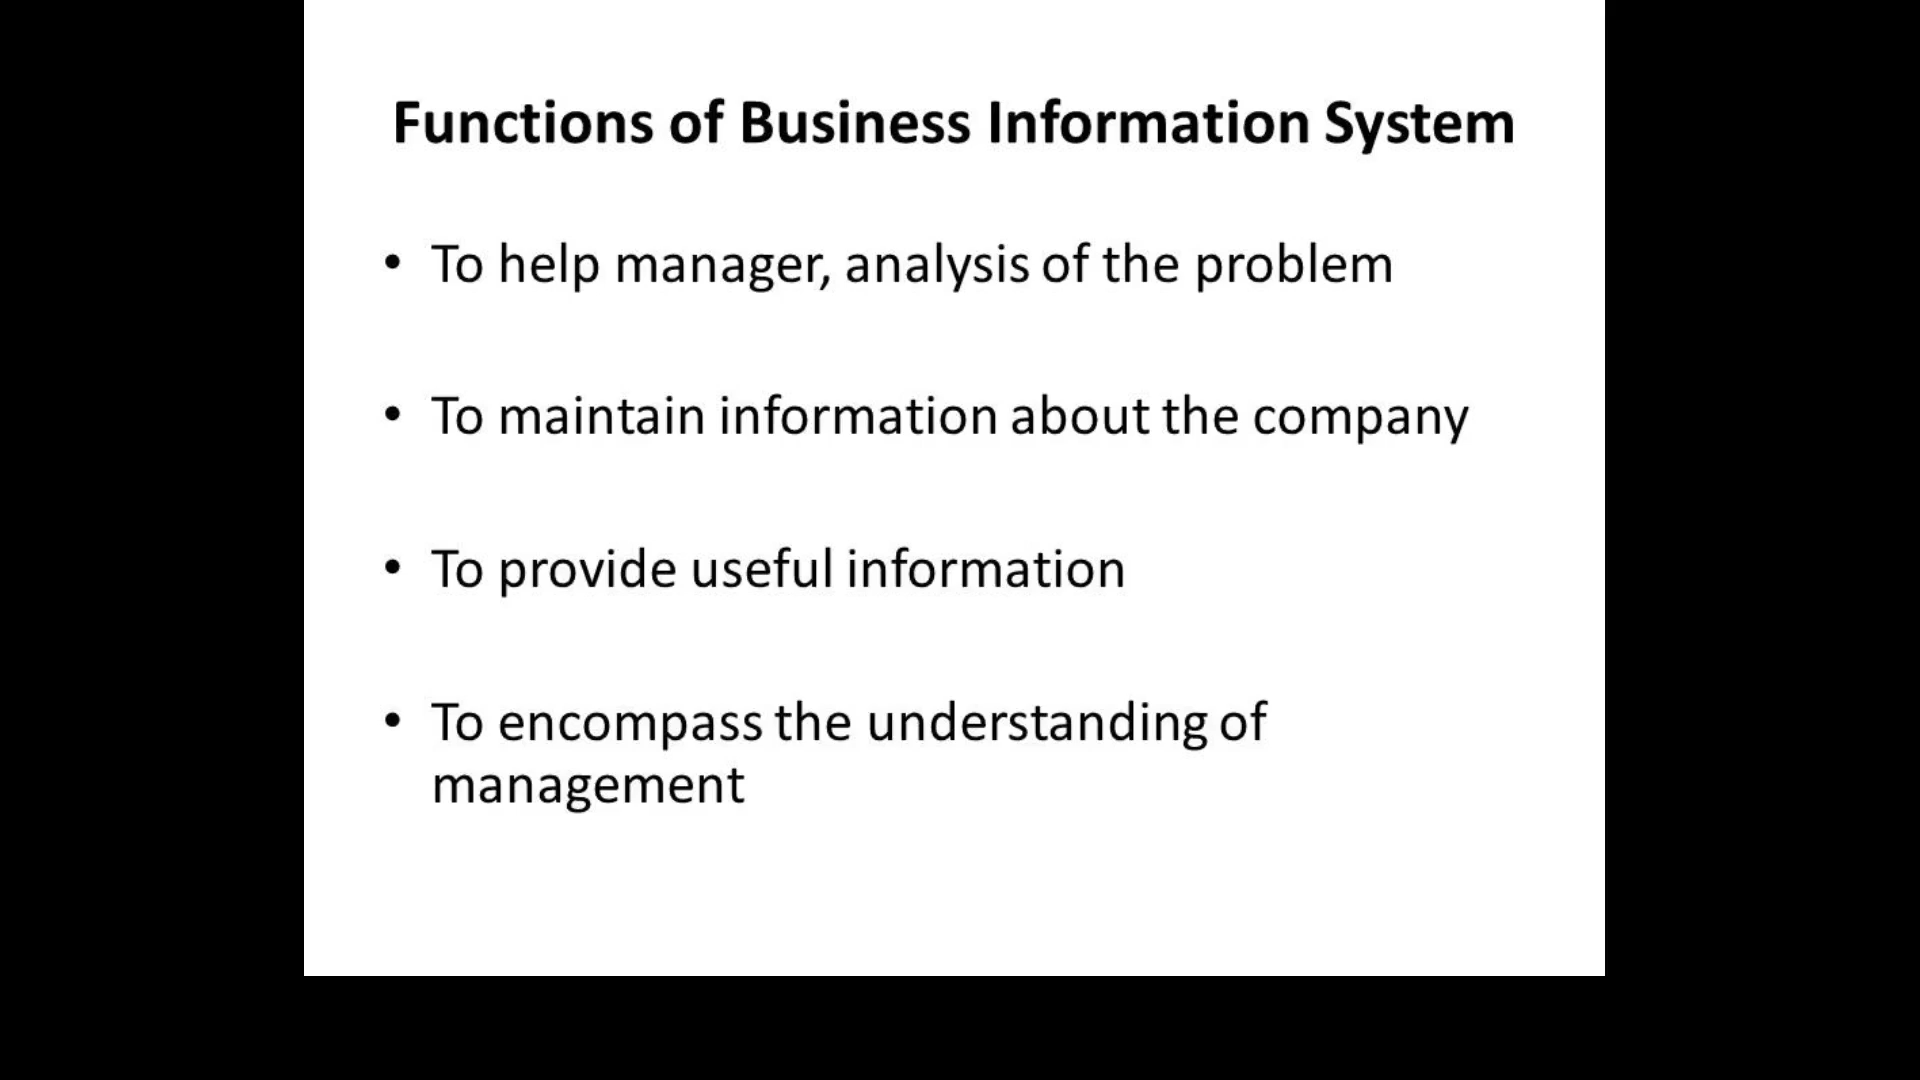 Functions of Business Information System
• To help manager, analysis of the problem
• To maintain information about the company
• To provide useful information
• To encompass the understanding of
management